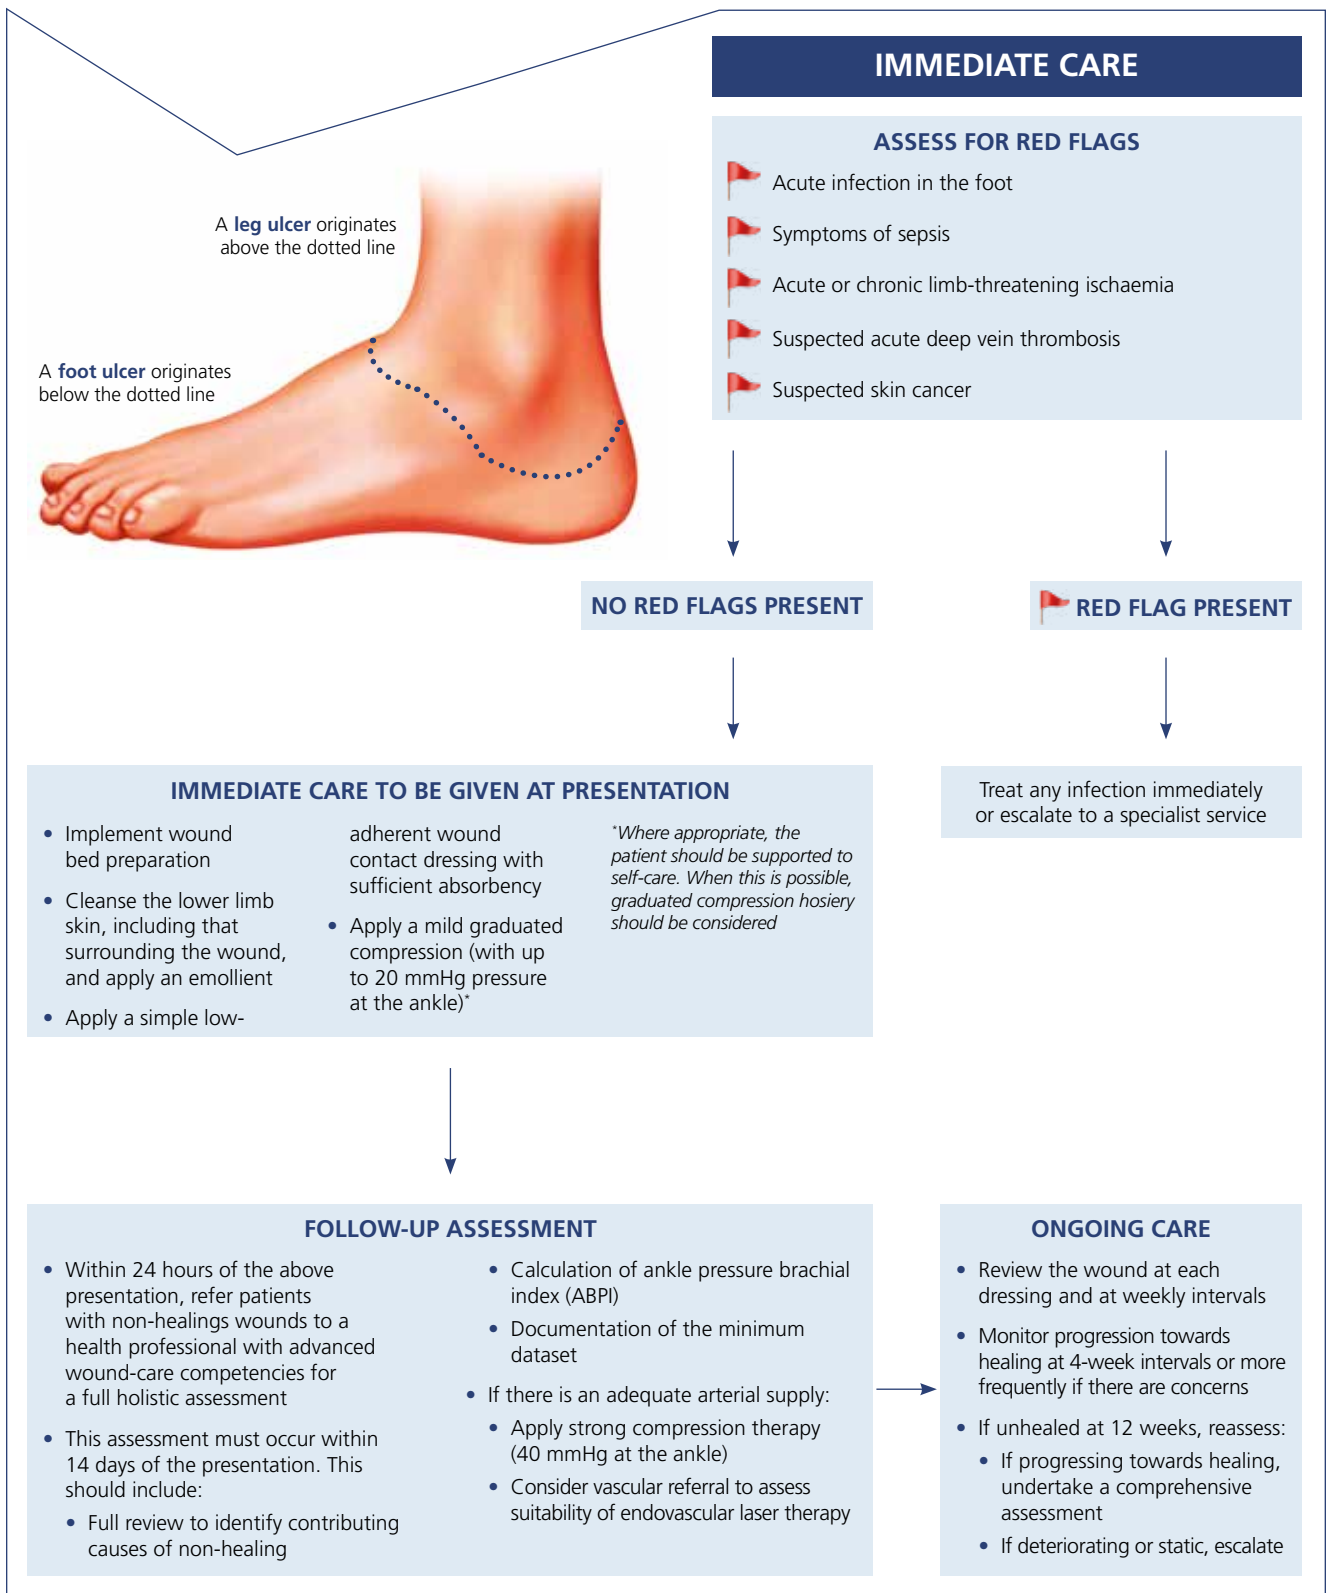 IMMEDIATE CARE
ASSESS FOR RED FLAGS
Acute infection in the foot
Symptoms of sepsis
Acute or chronic limb-threatening ischaemia
Suspected acute deep vein thrombosis
Suspected skin cancer
A leg ulcer originates
above the dotted line
A foot ulcer originates
below the dotted line
NO RED FLAGS PRESENT
RED FLAG PRESENT
IMMEDIATE CARE TO BE GIVEN AT PRESENTATION
• Implement wound
bed preparation
• Cleanse the lower limb
skin, including that
surrounding the wound,
and apply an emollient
• Apply a simple low-
adherent wound
contact dressing with
sufficient absorbency
• Apply a mild graduated
compression (with up
to 20 mmHg pressure
at the ankle)*
*Where appropriate, the
patient should be supported to
self-care. When this is possible,
graduated compression hosiery
should be considered
Treat any infection immediately
or escalate to a specialist service
FOLLOW-UP ASSESSMENT
• Within 24 hours of the above
presentation, refer patients
with non-healings wounds to a
health professional with advanced
wound-care competencies for
a full holistic assessment
• This assessment must occur within
14 days of the presentation. This
should include:
• Full review to identify contributing
causes of non-healing
• Calculation of ankle pressure brachial
index (ABPI)
• Documentation of the minimum
dataset
• If there is an adequate arterial supply:
• Apply strong compression therapy
(40 mmHg at the ankle)
• Consider vascular referral to assess
suitability of endovascular laser therapy
ONGOING CARE
• Review the wound at each
dressing and at weekly intervals
• Monitor progression towards
healing at 4-week intervals or more
frequently if there are concerns
• If unhealed at 12 weeks, reassess:
• If progressing towards healing,
undertake a comprehensive
assessment
• If deteriorating or static, escalate